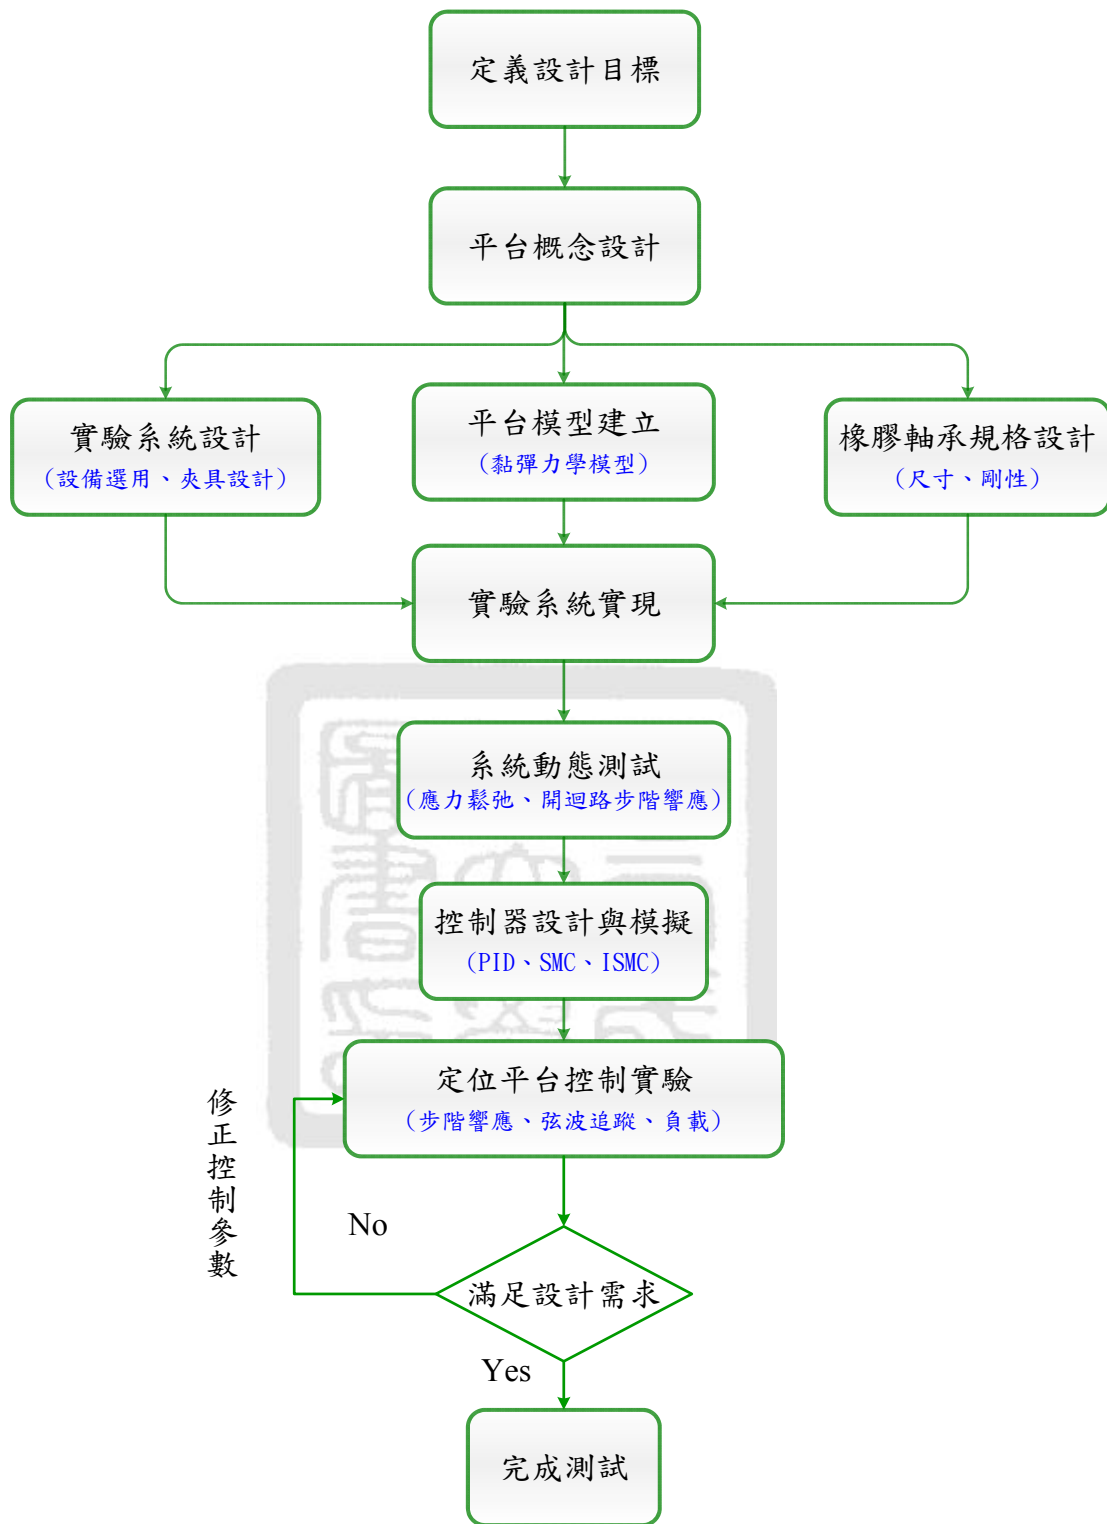 定義設計目標
平台概念設計
實驗系統設計
(設備選用、夾具設計)
平台模型建立
(黏彈力學模型)
橡膠軸承規格設計
(尺寸、剛性)
實驗系統實現
系統動態測試
(應力鬆弛、開迴路步階響應)
控制器設計與模擬
(PID、SMC、ISMC)
定位平台控制實驗
(步階響應、弦波追蹤、負載)
修正控制參數
No
滿足設計需求
Yes
完成測試